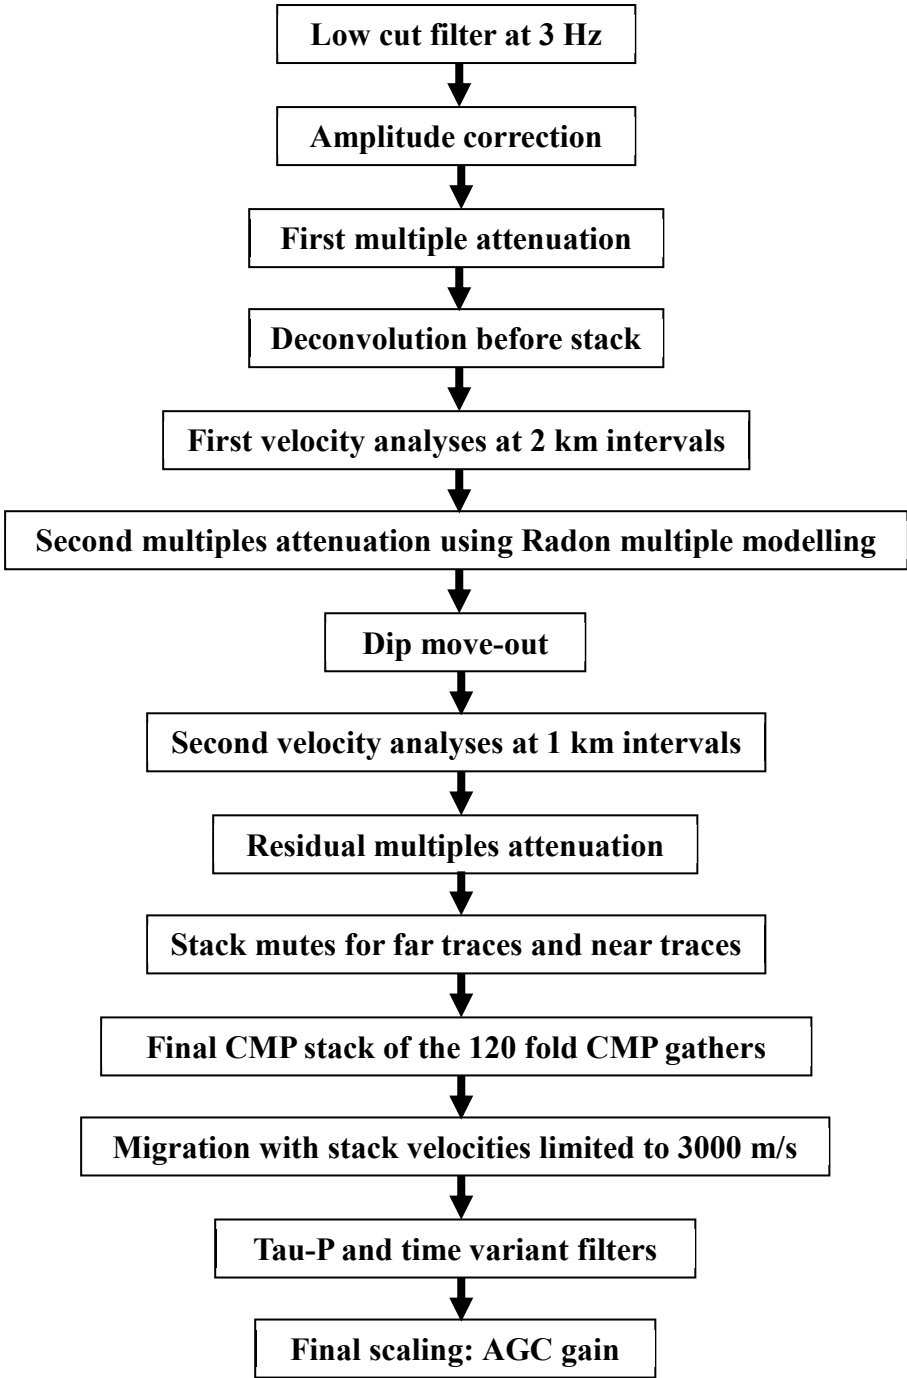 Low cut filter at 3 Hz
Amplitude correction
First multiple attenuation
Deconvolution before stack
First velocity analyses at 2 km intervals
Second multiples attenuation using Radon multiple modelling
Dip move-out
Second velocity analyses at 1 km intervals
Residual multiples attenuation
Stack mutes for far traces and near traces
Final CMP stack of the 120 fold CMP gathers
Migration with stack velocities limited to 3000 m/s
Tau-P and time variant filters
Final scaling: AGC gain